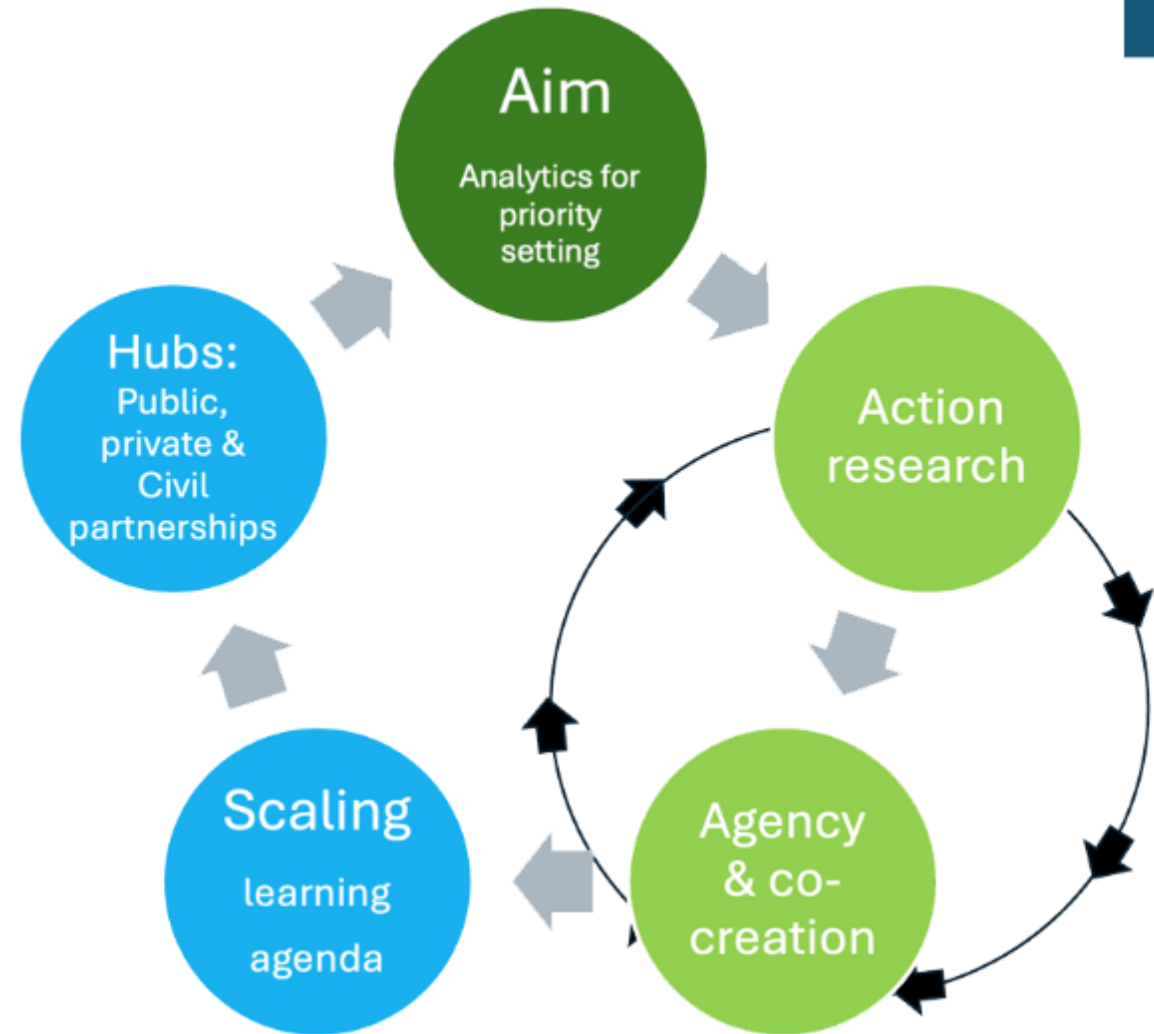 Aim
Analytics for
priority
setting
Action
research
Agency
& co-
creation
Scaling
learning
agenda
Hubs:
Public,
private &
Civil
partnerships